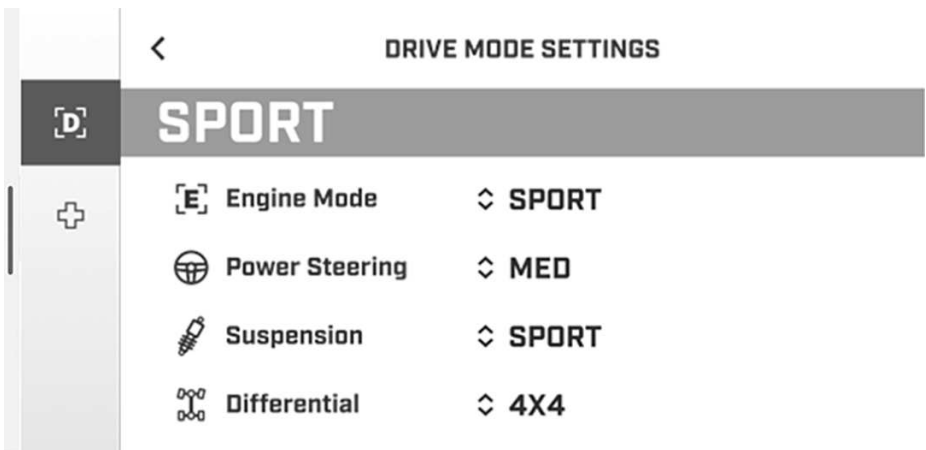 DRIVE MODE SETTINGS
[D] SPORT
[E] Engine Mode SPORT
Power Steering MED
Suspension SPORT
Differential 4X4